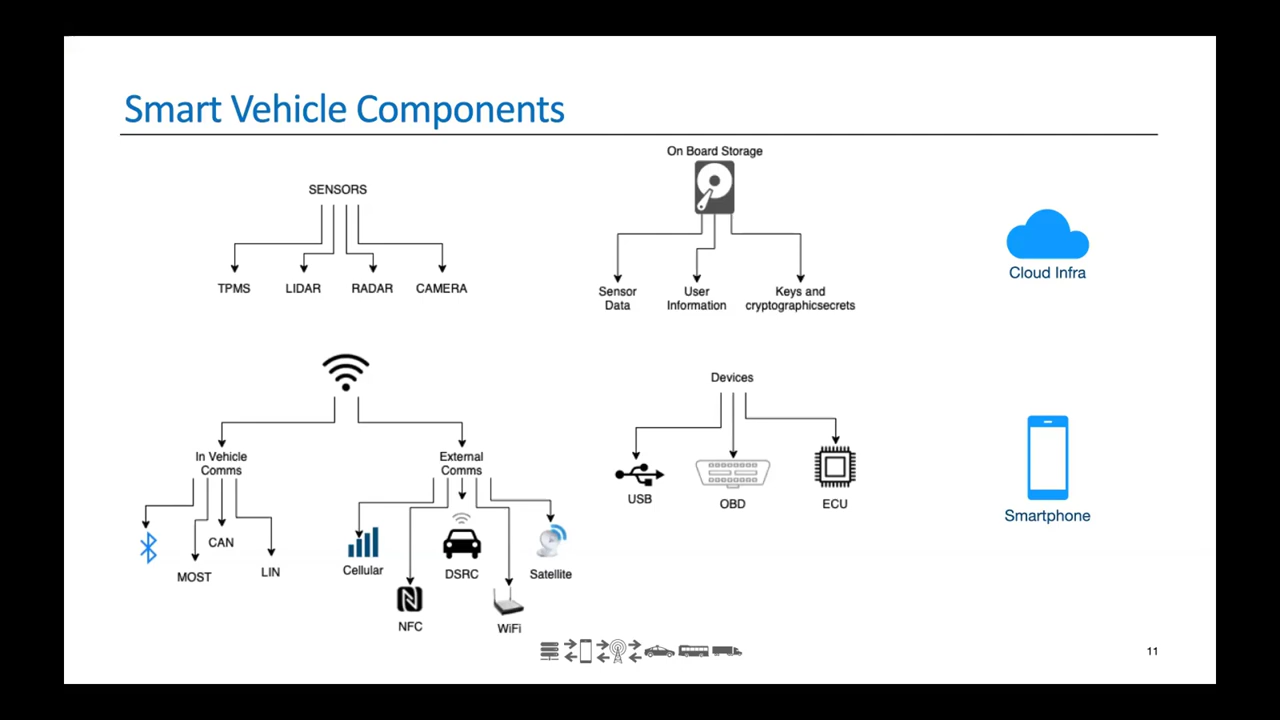 Smart Vehicle Components
SENSORS
TPMS
LIDAR
RADAR
CAMERA
On Board Storage
Sensor
Data
User
Information
Keys and
cryptographicsecrets
Cloud Infra
In Vehicle
Comms
External
Comms
CAN
MOST
LIN
Cellular
NFC
DSRC
WiFi
Satellite
Devices
USB
OBD
ECU
Smartphone
11